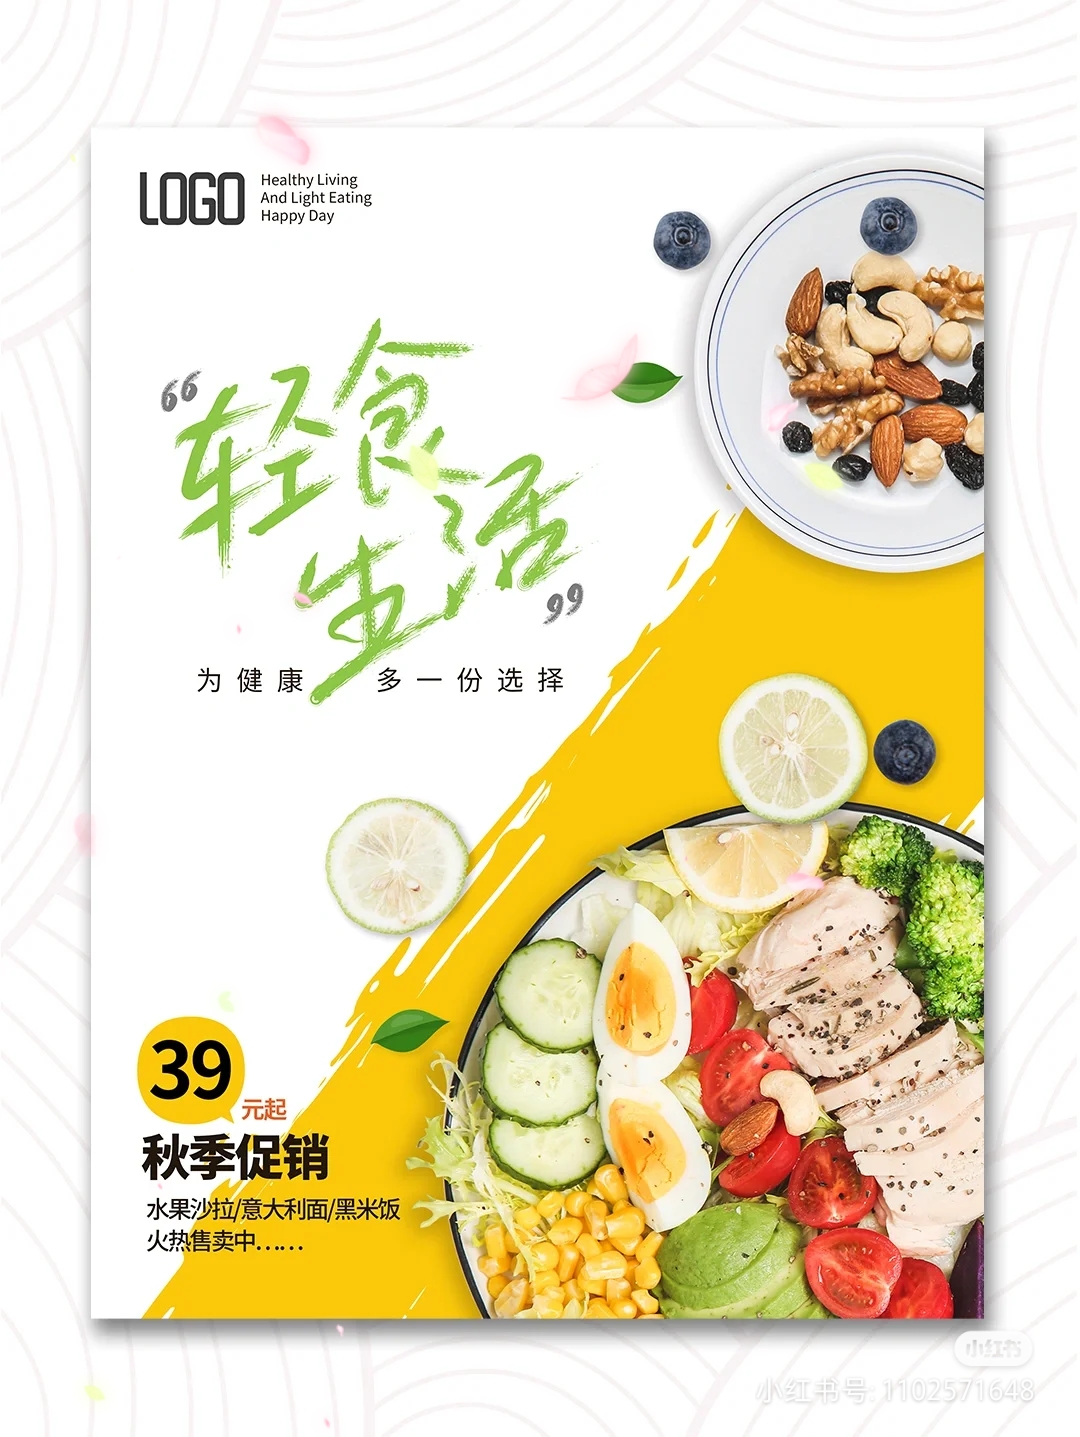 LOGO
Healthy Living
And Light Eating
Happy Day
“轻食
生活”
为健康 多一份选择
39
元起
秋季促销
水果沙拉/意大利面/黑米饭
火热售卖中……
小红书
小红书号: 1102571648